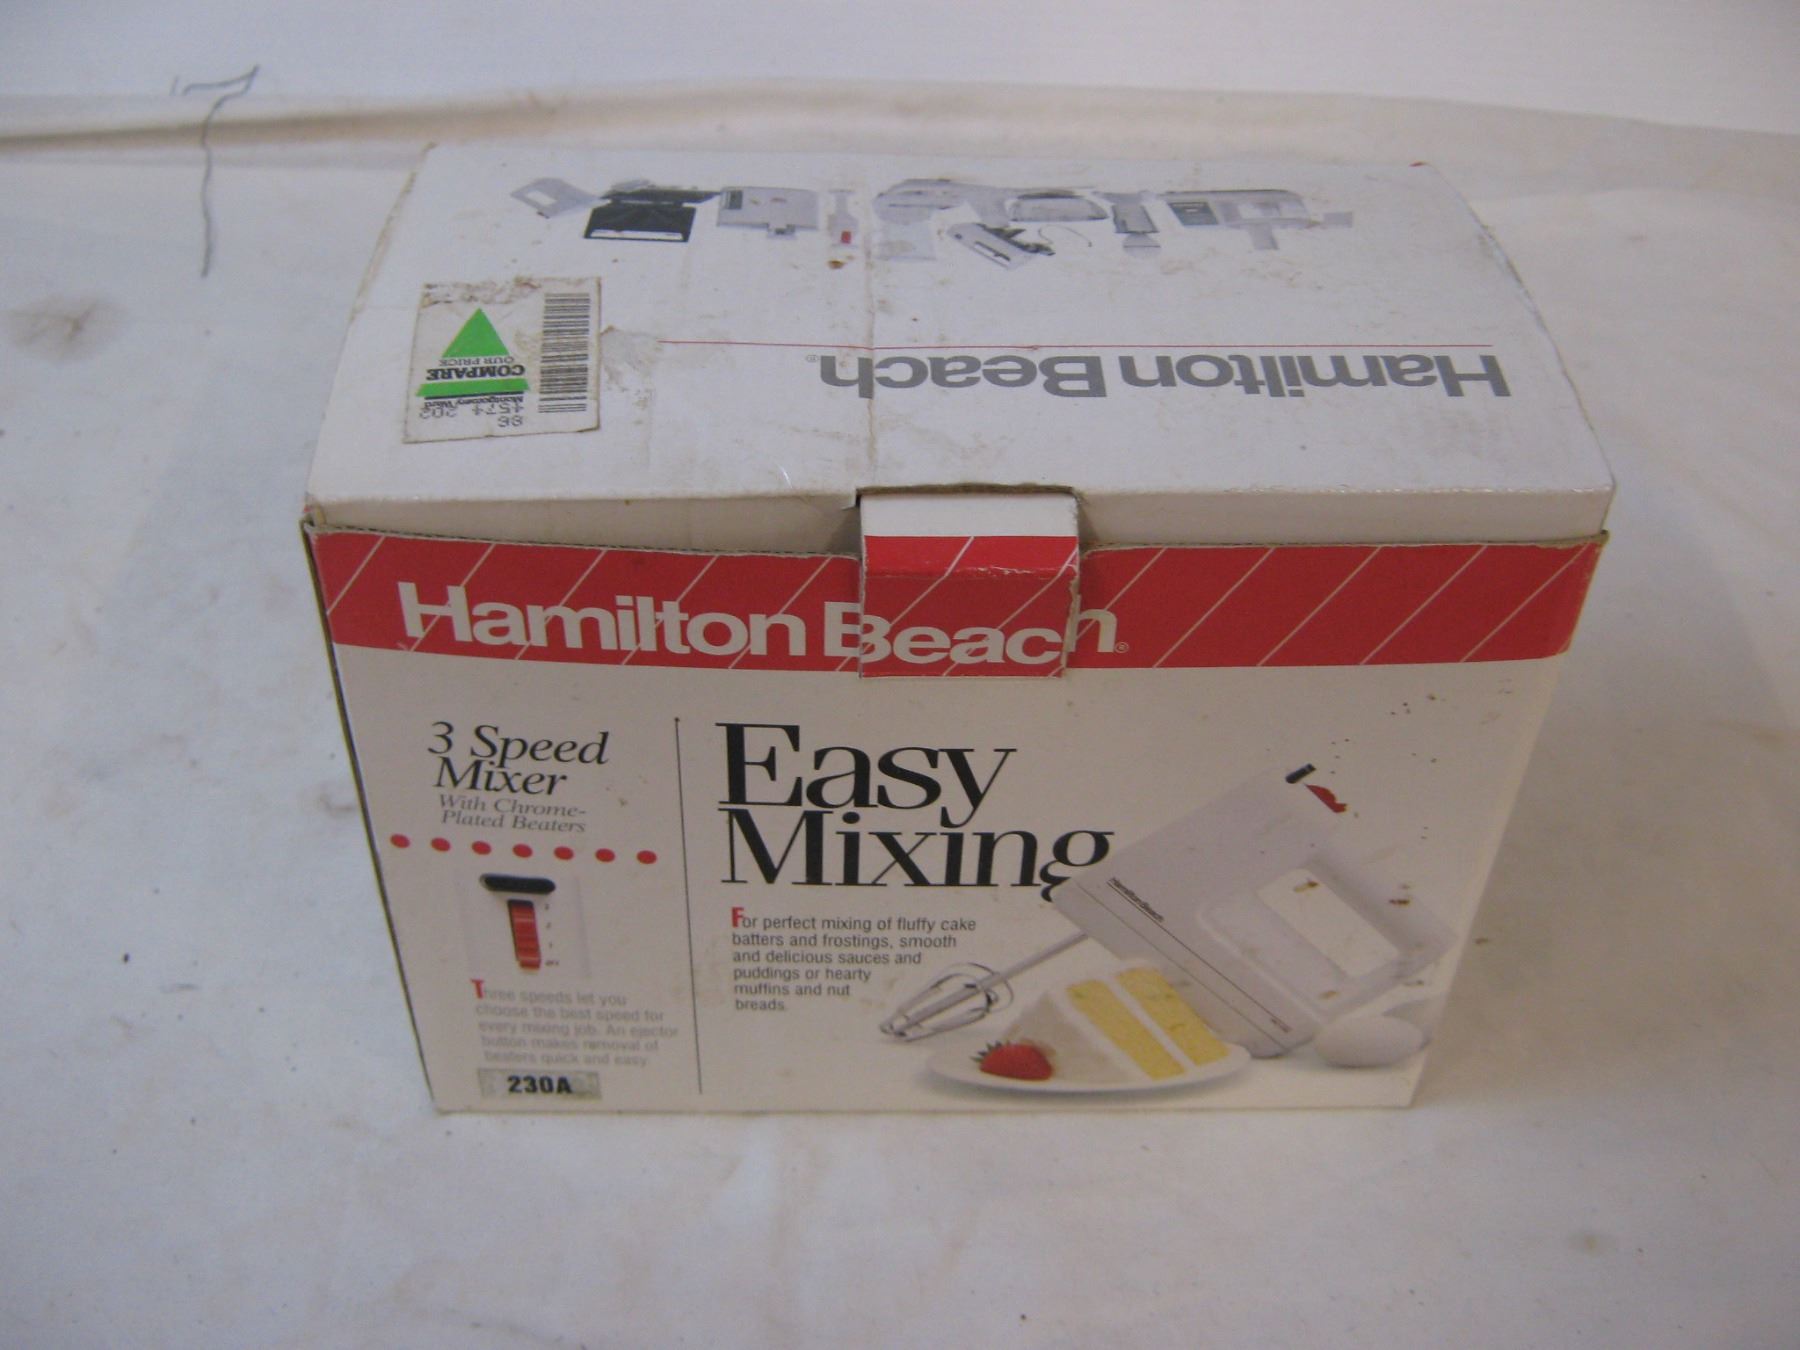 Hamilton Beach®
COMPARE
OUR PRICE
Montgomery Ward
86
Hamilton Beach®
3 Speed
Mixer
With Chrome-
Plated Beaters
Three speeds let you
choose the best speed for
every mixing job. An ejector
button makes removal of
beaters quick and easy.
230A
Easy
Mixing
For perfect mixing of fluffy cake
batters and frostings, smooth
and delicious sauces and
puddings or hearty
muffins and nut
breads.
Hamilton Beach